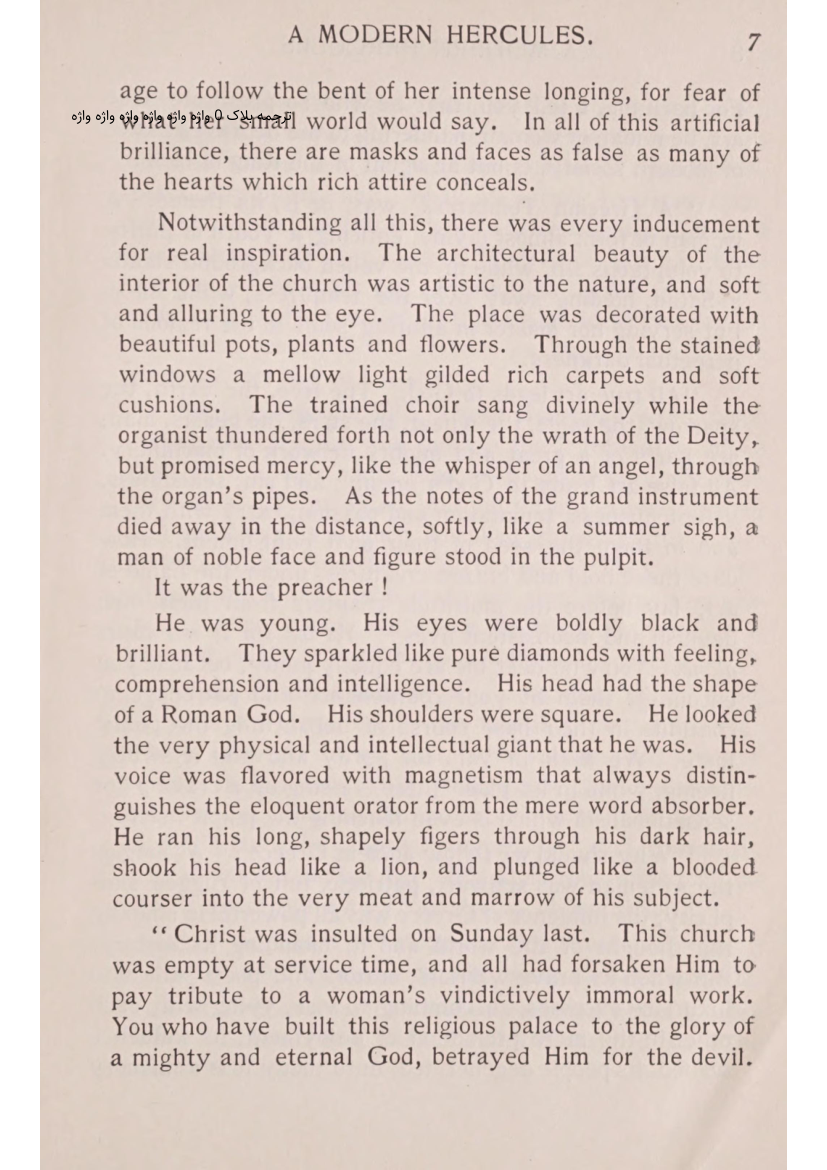 A MODERN HERCULES.
7
age to follow the bent of her intense longing, for fear of
ترجمه پلاک 0 واژه واژه واژه واژه واژه واژه
what her small world would say. In all of this artificial
brilliance, there are masks and faces as false as many of
the hearts which rich attire conceals.
Notwithstanding all this, there was every inducement
for real inspiration. The architectural beauty of the
interior of the church was artistic to the nature, and soft
and alluring to the eye. The place was decorated with
beautiful pots, plants and flowers. Through the stained
windows a mellow light gilded rich carpets and soft
cushions. The trained choir sang divinely while the
organist thundered forth not only the wrath of the Deity,
but promised mercy, like the whisper of an angel, through
the organ's pipes. As the notes of the grand instrument
died away in the distance, softly, like a summer sigh, a
man of noble face and figure stood in the pulpit.
It was the preacher !
He was young. His eyes were boldly black and
brilliant. They sparkled like pure diamonds with feeling,
comprehension and intelligence. His head had the shape
of a Roman God. His shoulders were square. He looked
the very physical and intellectual giant that he was. His
voice was flavored with magnetism that always distin-
guishes the eloquent orator from the mere word absorber.
He ran his long, shapely figers through his dark hair,
shook his head like a lion, and plunged like a blooded
courser into the very meat and marrow of his subject.
“ Christ was insulted on Sunday last. This church
was empty at service time, and all had forsaken Him to
pay tribute to a woman's vindictively immoral work.
You who have built this religious palace to the glory of
a mighty and eternal God, betrayed Him for the devil.